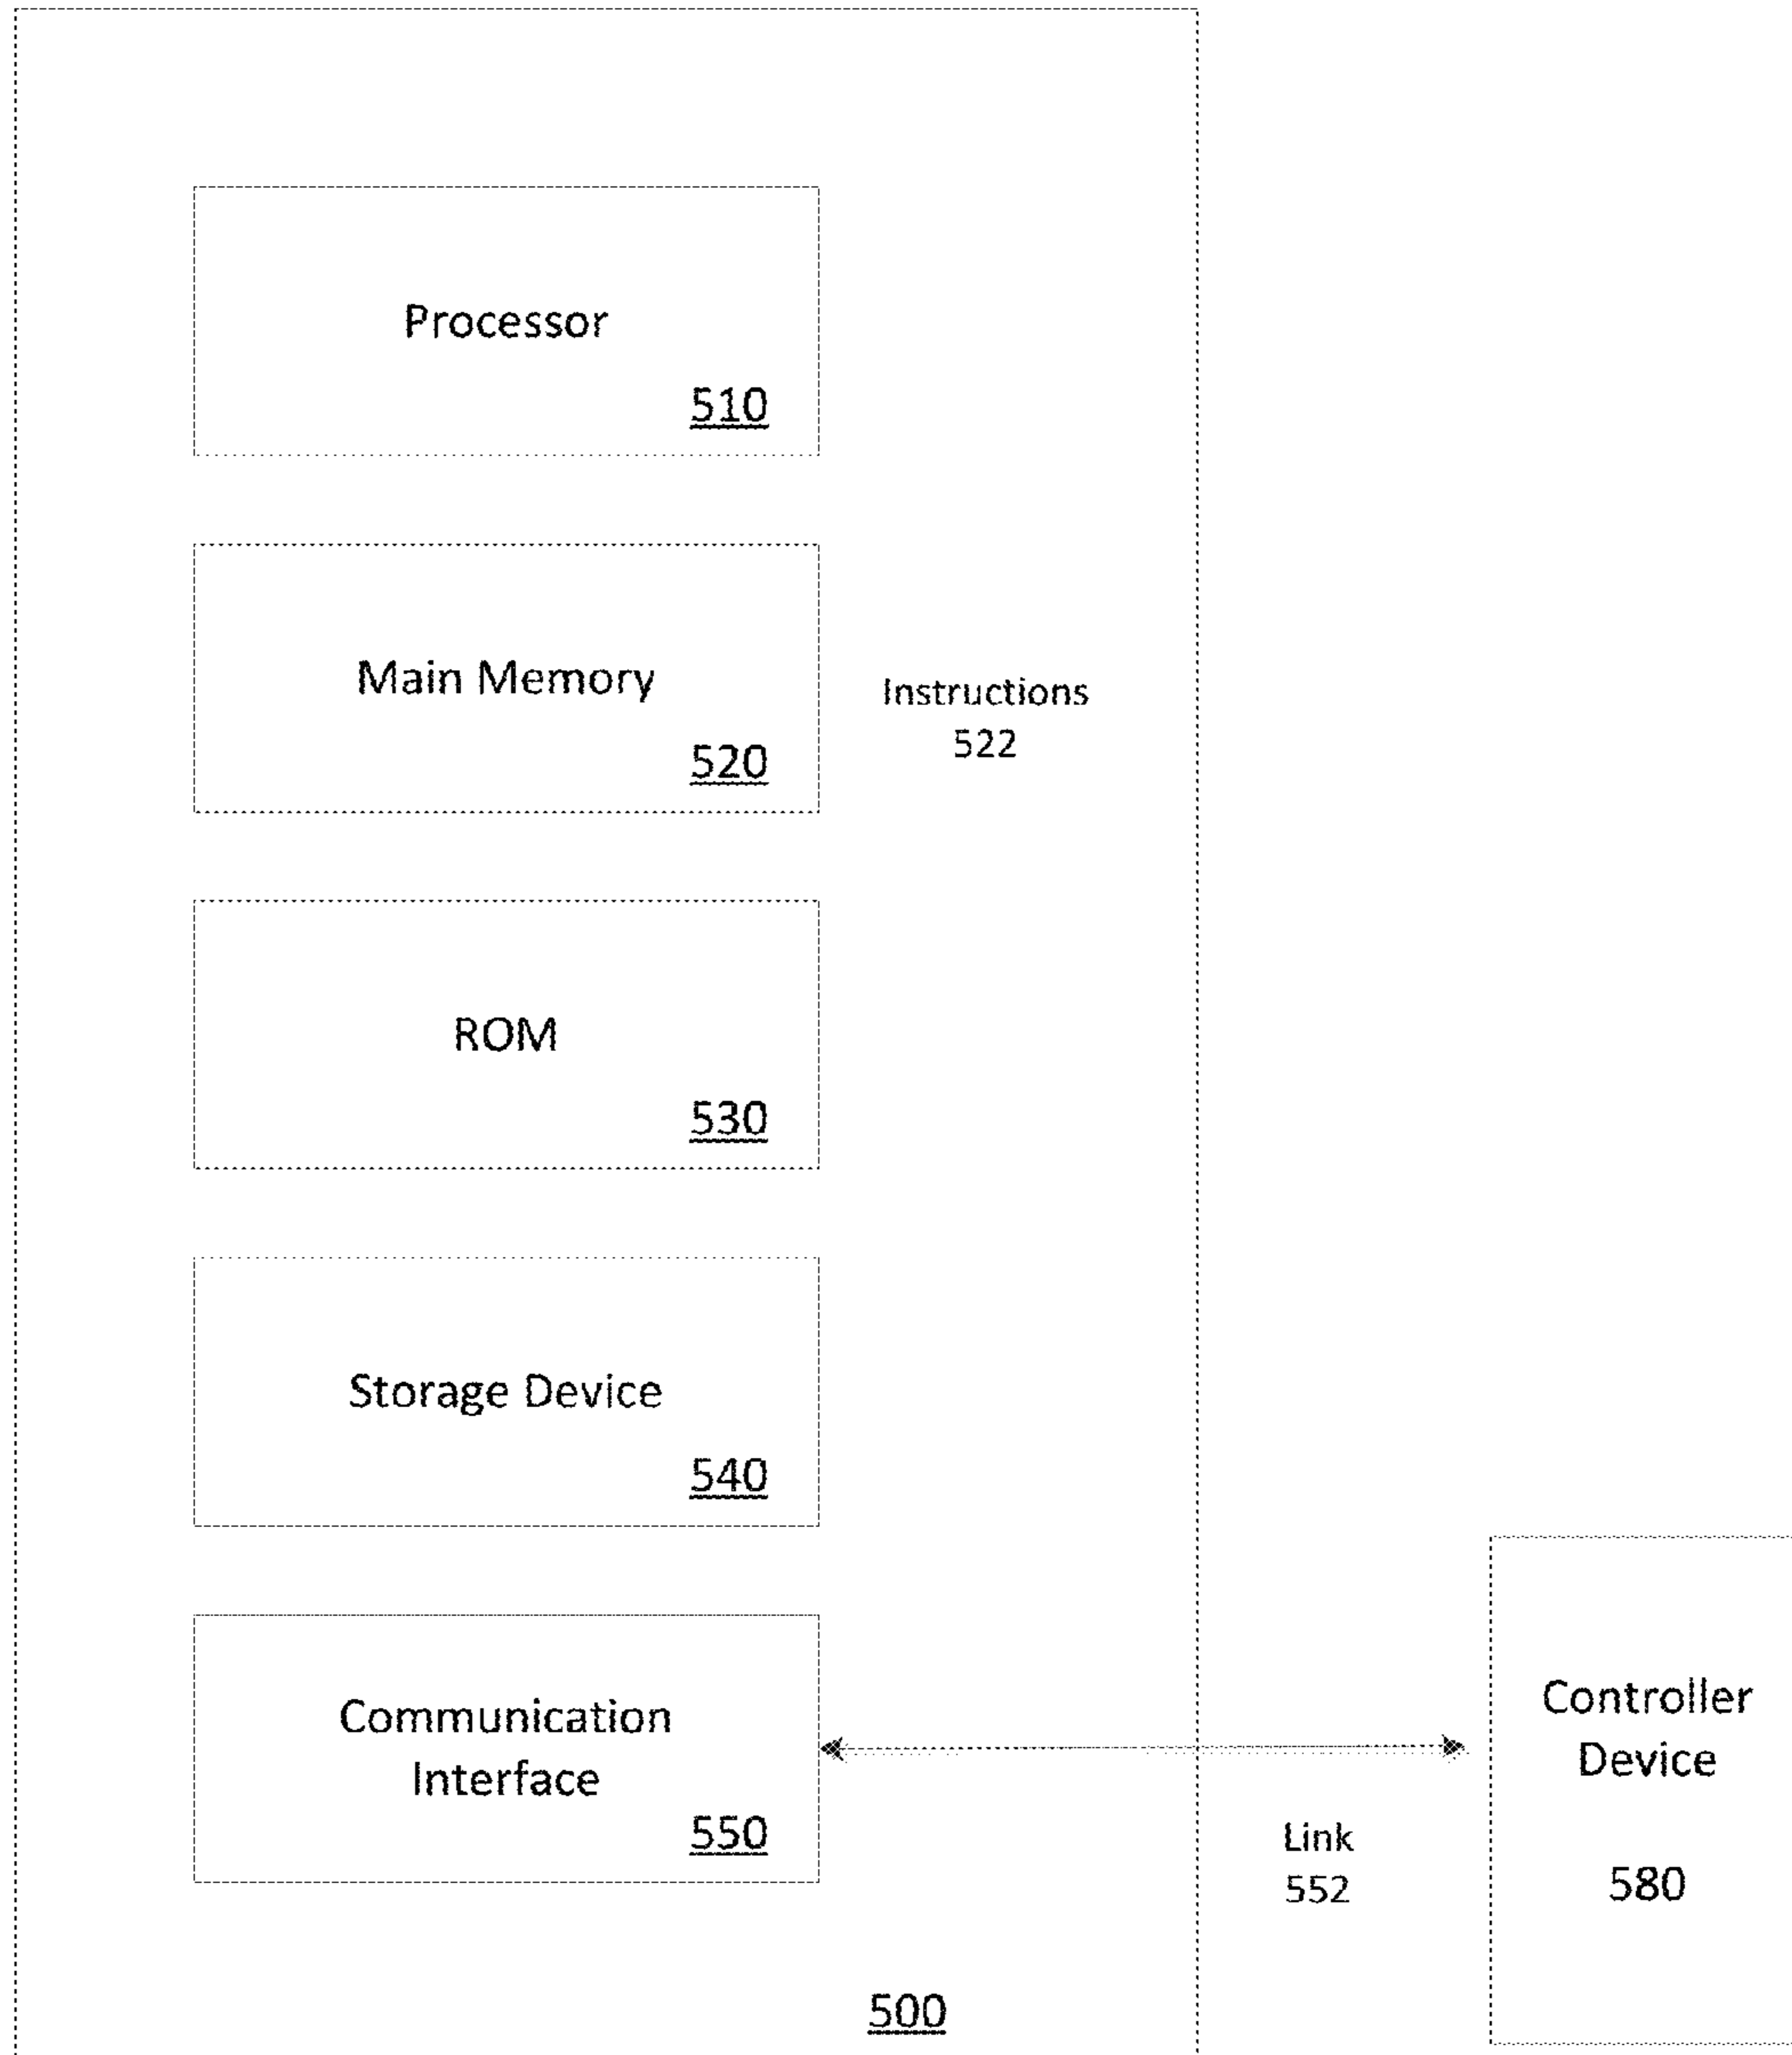 Processor
510
Main Memory
520
Instructions
522
ROM
530
Storage Device
540
Communication
Interface
550
Link
552
Controller
Device
580
500